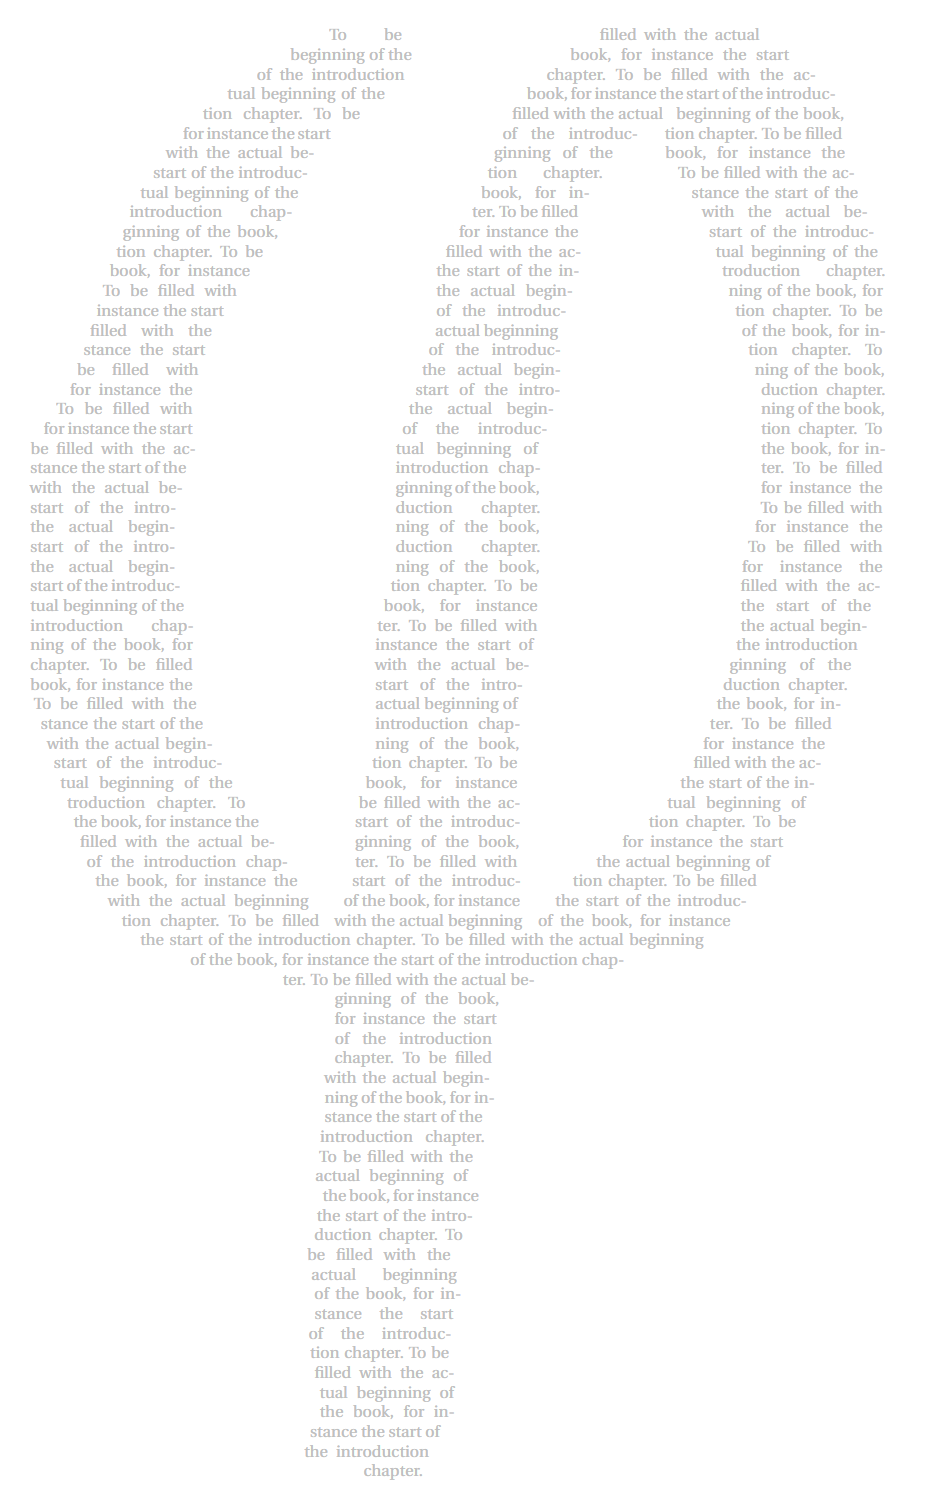 To be filled with the actual
beginning of the book, for instance the start
of the introduction chapter. To be filled with the ac-
tual beginning of the book, for instance the start of the introduc-
tion chapter. To be filled with the actual beginning of the book,
for instance the start of the introduc- tion chapter. To be filled
with the actual be- ginning of the book, for instance the
start of the introduc- tion chapter. To be filled with the ac-
tual beginning of the book, for in- stance the start of the
introduction chap- ter. To be filled with the actual be-
ginning of the book, for instance the start of the introduc-
tion chapter. To be filled with the ac- tual beginning of the
book, for instance the start of the in- troduction chapter.
To be filled with the actual begin- ning of the book, for
instance the start of the introduc- tion chapter. To be
filled with the actual beginning of the book, for in-
stance the start of the introduc- tion chapter. To
be filled with the actual begin- ning of the book,
for instance the start of the intro- duction chapter.
To be filled with the actual begin- ning of the book,
for instance the start of the introduc- tion chapter. To
be filled with the ac- tual beginning of the book, for in-
stance the start of the introduction chap- ter. To be filled
with the actual be- ginning of the book, for instance the
start of the intro- duction chapter. To be filled with
the actual begin- ning of the book, for instance the
start of the intro- duction chapter. To be filled with
the actual begin- ning of the book, for instance the
start of the introduc- tion chapter. To be filled with the ac-
tual beginning of the book, for instance the start of the
introduction chap- ter. To be filled with the actual begin-
ning of the book, for instance the start of the introduction
chapter. To be filled with the actual be- ginning of the
book, for instance the start of the intro- duction chapter.
To be filled with the actual beginning of the book, for in-
stance the start of the introduction chap- ter. To be filled
with the actual begin- ning of the book, for instance the
start of the introduc- tion chapter. To be filled with the ac-
tual beginning of the book, for instance the start of the in-
troduction chapter. To be filled with the ac- tual beginning of
the book, for instance the start of the introduc- tion chapter. To be
filled with the actual be- ginning of the book, for instance the start
of the introduction chap- ter. To be filled with the actual beginning of
the book, for instance the start of the introduc- tion chapter. To be filled
with the actual beginning of the book, for instance the start of the introduc-
tion chapter. To be filled with the actual beginning of the book, for instance
the start of the introduction chapter. To be filled with the actual beginning
of the book, for instance the start of the introduction chap-
ter. To be filled with the actual be-
ginning of the book,
for instance the start
of the introduction
chapter. To be filled
with the actual begin-
ning of the book, for in-
stance the start of the
introduction chapter.
To be filled with the
actual beginning of
the book, for instance
the start of the intro-
duction chapter. To
be filled with the
actual beginning
of the book, for in-
stance the start
of the introduc-
tion chapter. To be
filled with the ac-
tual beginning of
the book, for in-
stance the start of
the introduction
chapter.